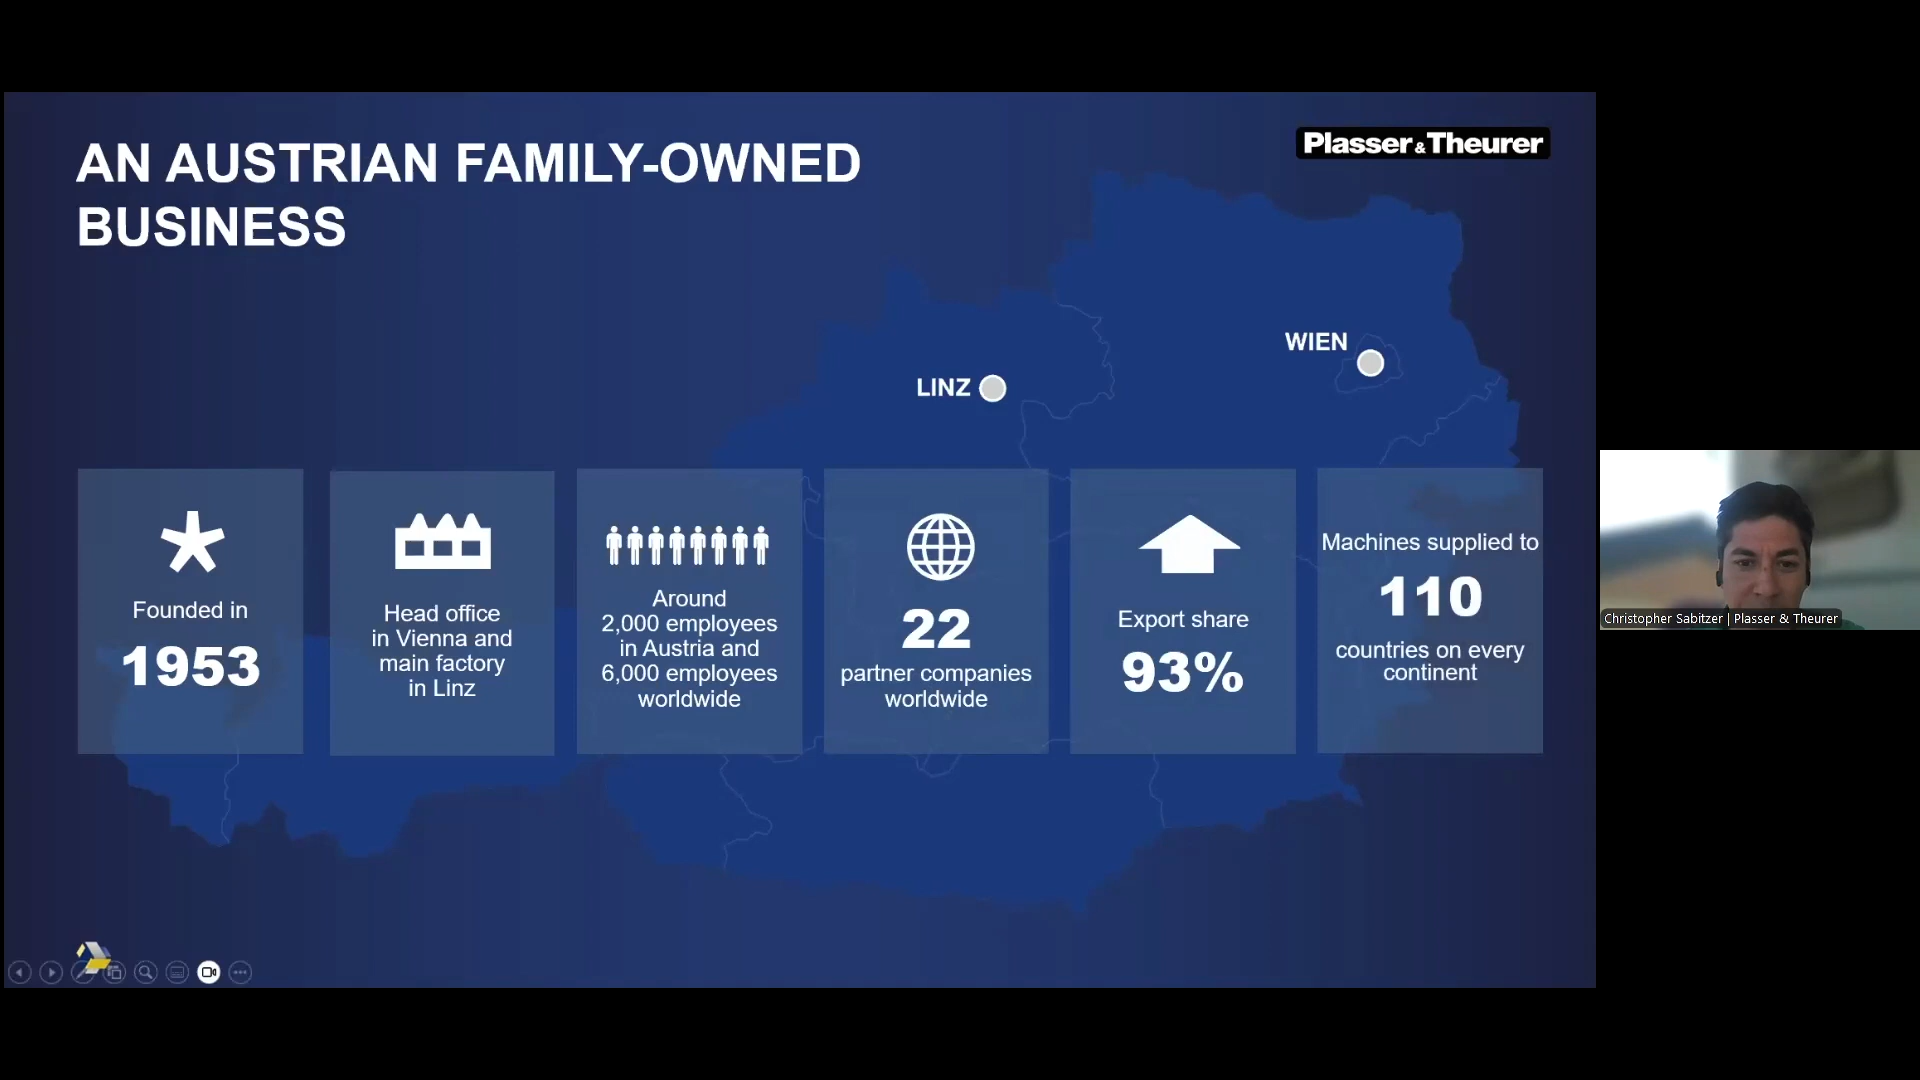 AN AUSTRIAN FAMILY-OWNED
BUSINESS
Plasser&Theurer
WIEN
LINZ
Founded in
1953
Head office
in Vienna and
main factory
in Linz
Around
2,000 employees
in Austria and
6,000 employees
worldwide
22
partner companies
worldwide
Export share
93%
Machines supplied to
110
countries on every
continent
Christopher Sabitzer | Plasser & Theurer